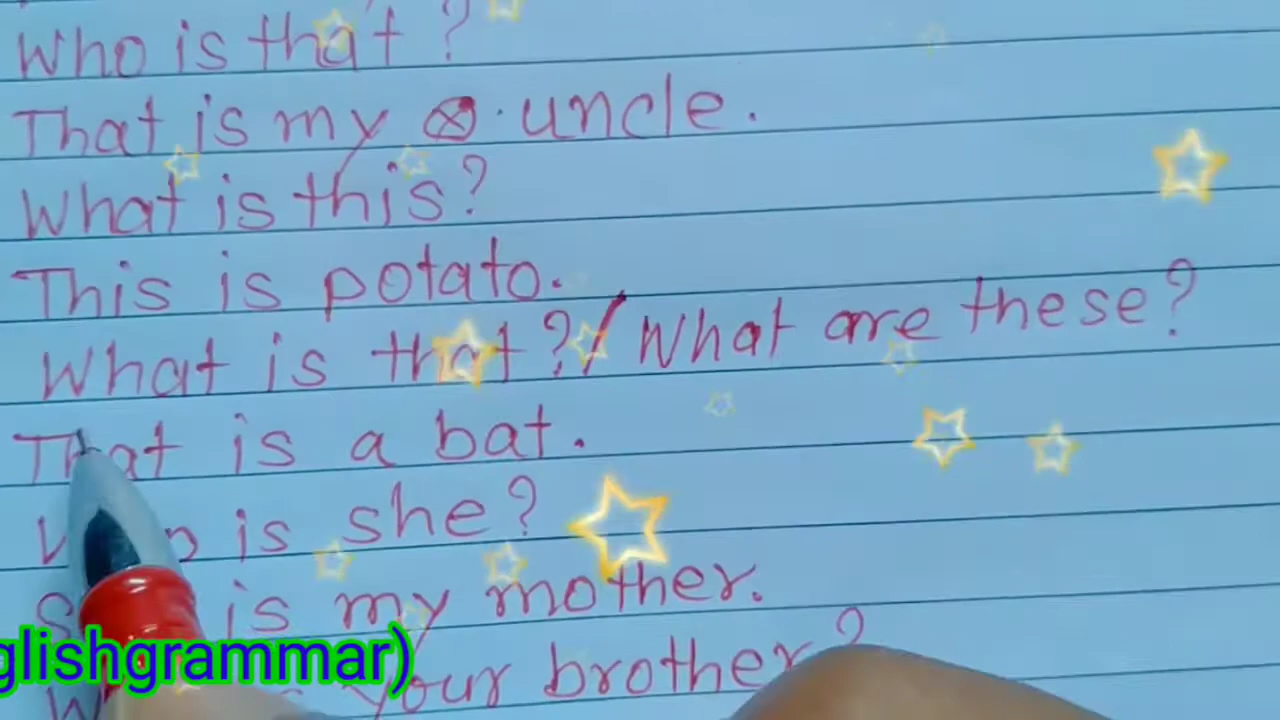 Who is that?
That is my uncle.
What is this?
This is potato.
What is that?/ What are these?
That is a bat.
is she?
is my mother.
your brother?
glishgrammar)